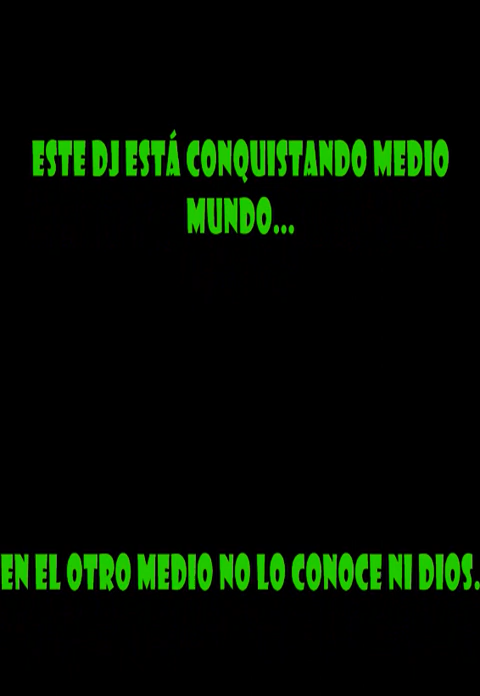 ESTE DJ ESTÁ CONQUISTANDO MEDIO
MUNDO...
EN EL OTRO MEDIO NO LO CONOCE NI DIOS.